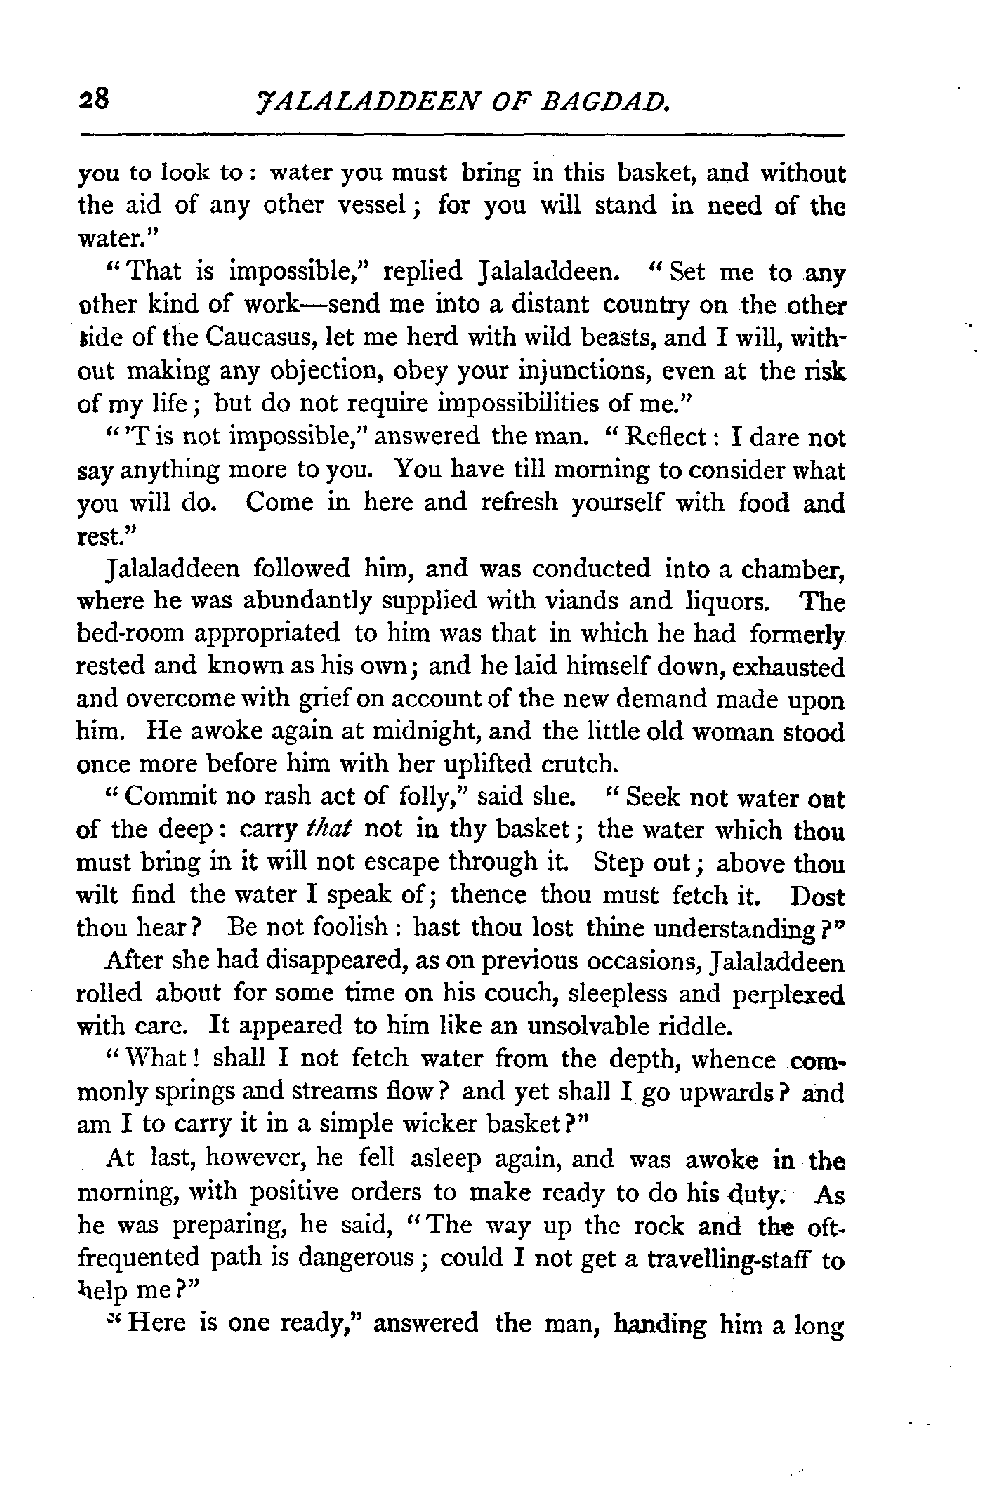 28 JALALADDEEN OF BAGDAD.
you to look to: water you must bring in this basket, and without
the aid of any other vessel; for you will stand in need of the
water."
"That is impossible," replied Jalaladdeen. "Set me to any
other kind of work—send me into a distant country on the other
side of the Caucasus, let me herd with wild beasts, and I will, with-
out making any objection, obey your injunctions, even at the risk
of my life; but do not require impossibilities of me."
"'T is not impossible," answered the man. "Reflect: I dare not
say anything more to you. You have till morning to consider what
you will do. Come in here and refresh yourself with food and
rest."
Jalaladdeen followed him, and was conducted into a chamber,
where he was abundantly supplied with viands and liquors. The
bed-room appropriated to him was that in which he had formerly
rested and known as his own; and he laid himself down, exhausted
and overcome with grief on account of the new demand made upon
him. He awoke again at midnight, and the little old woman stood
once more before him with her uplifted crutch.
"Commit no rash act of folly," said she. "Seek not water out
of the deep: carry that not in thy basket; the water which thou
must bring in it will not escape through it. Step out; above thou
wilt find the water I speak of; thence thou must fetch it. Dost
thou hear? Be not foolish: hast thou lost thine understanding?"
After she had disappeared, as on previous occasions, Jalaladdeen
rolled about for some time on his couch, sleepless and perplexed
with care. It appeared to him like an unsolvable riddle.
"What! shall I not fetch water from the depth, whence com-
monly springs and streams flow? and yet shall I go upwards? and
am I to carry it in a simple wicker basket?"
At last, however, he fell asleep again, and was awoke in the
morning, with positive orders to make ready to do his duty. As
he was preparing, he said, "The way up the rock and the oft-
frequented path is dangerous; could I not get a travelling-staff to
help me?"
"Here is one ready," answered the man, handing him a long